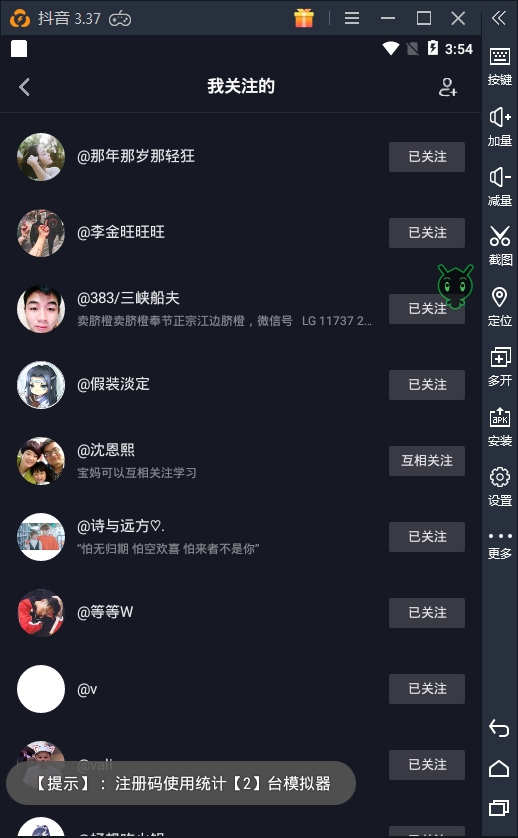 抖音 3.37
3:54
我关注的
@那年那岁那轻狂
已关注
@李金旺旺旺
已关注
@383/三峡船夫
卖脐橙卖脐橙奉节正宗江边脐橙，微信号 LG 11737 2...
已关注
@假装淡定
已关注
@沈恩熙
宝妈可以互相关注学习
互相关注
@诗与远方♡.
“怕无归期 怕空欢喜 怕来者不是你”
已关注
@等等W
已关注
@v
已关注
已关注
【提示】：注册码使用统计【2】台模拟器
按键
加量
减量
截图
定位
多开
APK
安装
设置
更多